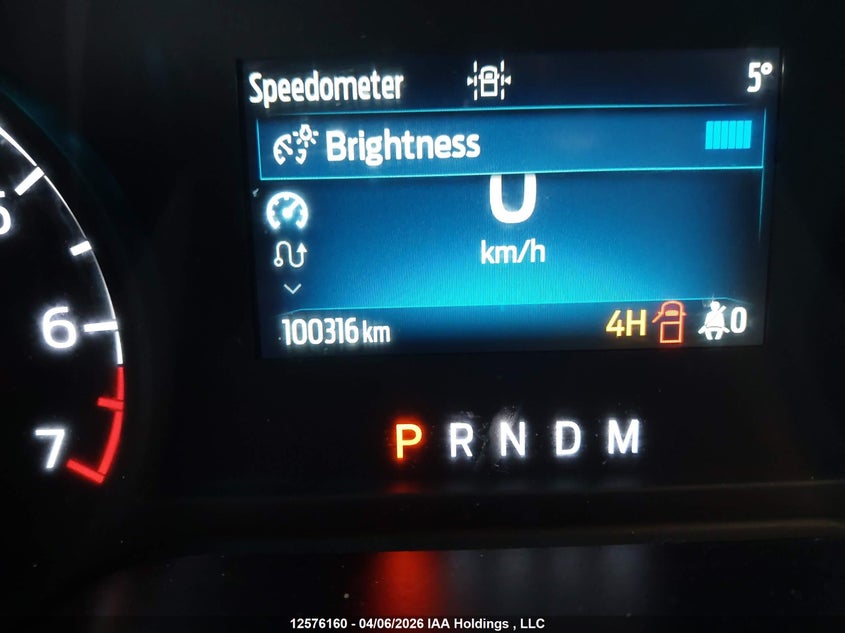 Speedometer 5°
Brightness
0
km/h
100316 km 4H 0
6
7
P R N D M
12576160 - 04/06/2026 IAA Holdings , LLC